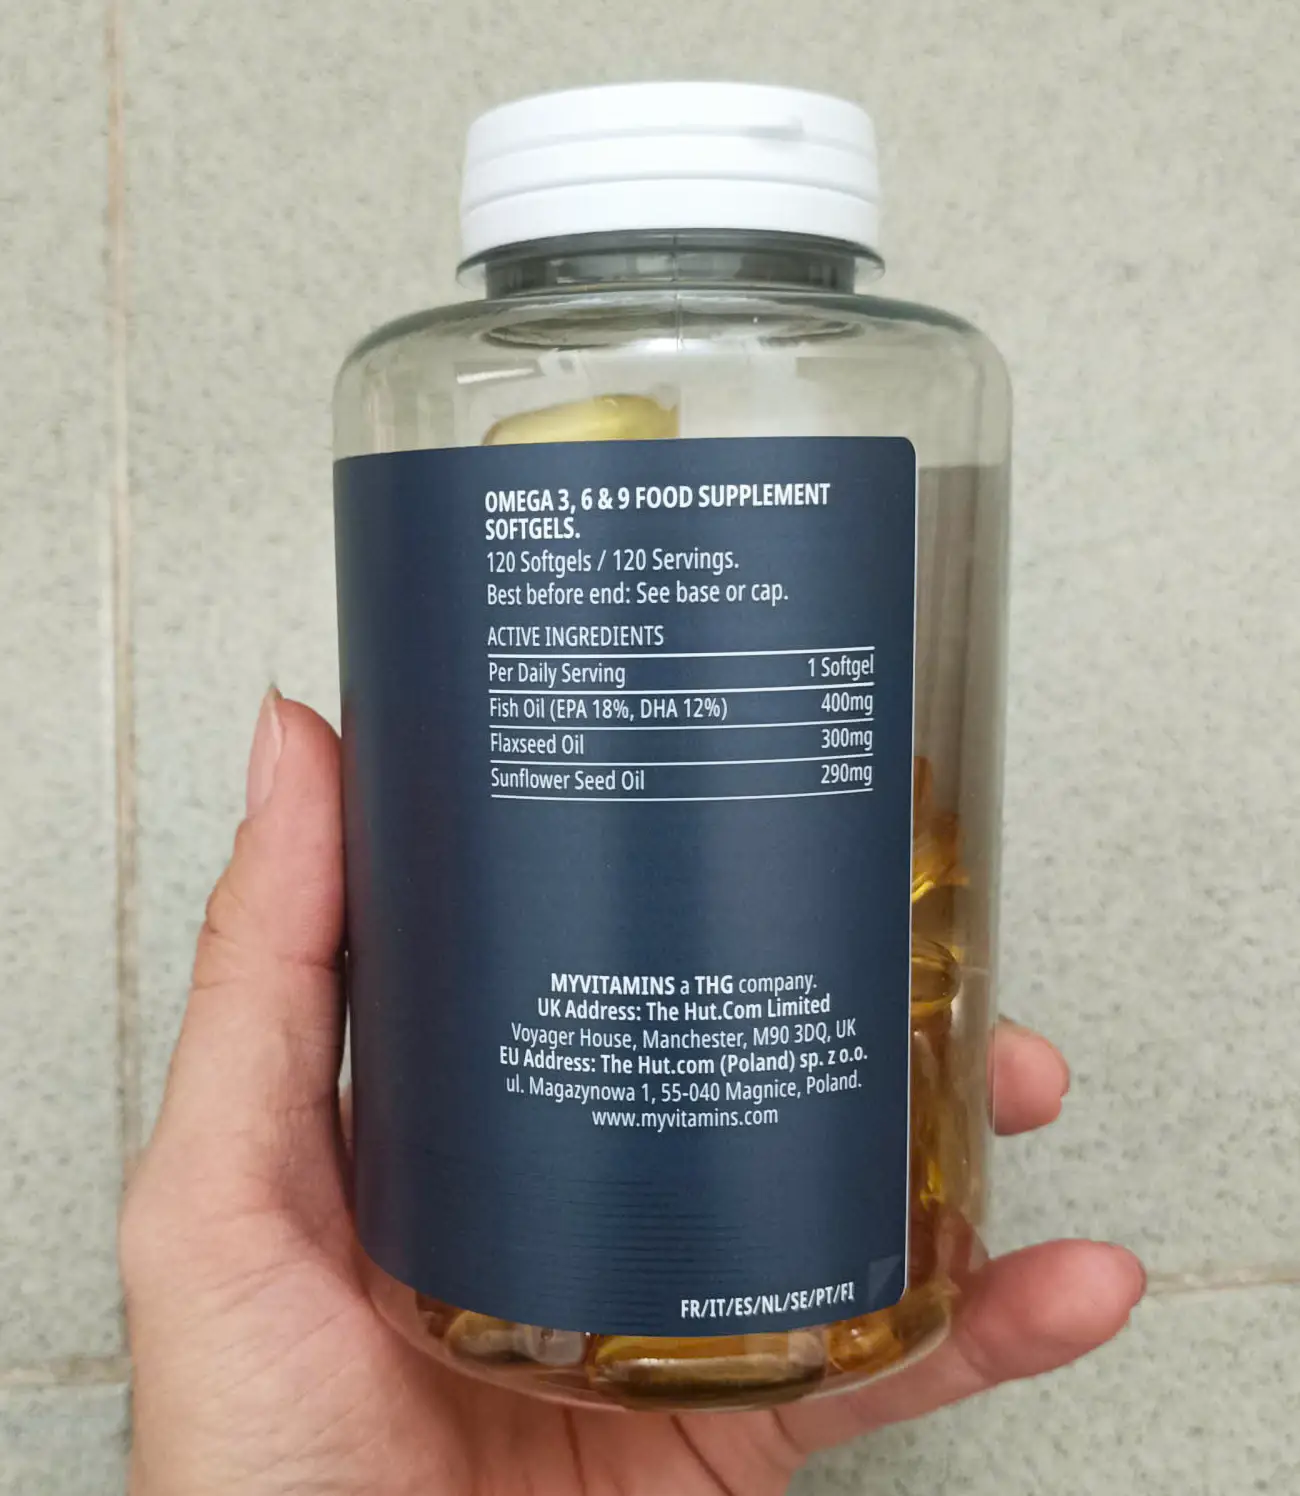 OMEGA 3, 6 & 9 FOOD SUPPLEMENT
SOFTGELS.
120 Softgels / 120 Servings.
Best before end: See base or cap.
ACTIVE INGREDIENTS
Per Daily Serving 1 Softgel
Fish Oil (EPA 18%, DHA 12%) 400mg
Flaxseed Oil 300mg
Sunflower Seed Oil 290mg
MYVITAMINS a THG company.
UK Address: The Hut.Com Limited
Voyager House, Manchester, M90 3DQ, UK
EU Address: The Hut.com (Poland) sp. z o.o.
ul. Magazynowa 1, 55-040 Magnice, Poland.
www.myvitamins.com
FR/IT/ES/NL/SE/PT/FI